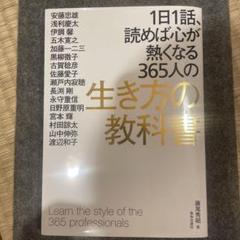 1日1話、
読めば心が
熱くなる
365人の
生き方の
教科書
安藤忠雄
浅利慶太
伊調馨
五木寛之
加藤一二三
黒柳徹子
古賀稔彦
佐藤愛子
瀬戸内寂聴
長渕剛
永守重信
日野原重明
宮本輝
村田諒太
山中伸弥
渡辺和子
藤尾秀昭
Learn the style of the
365 professionals